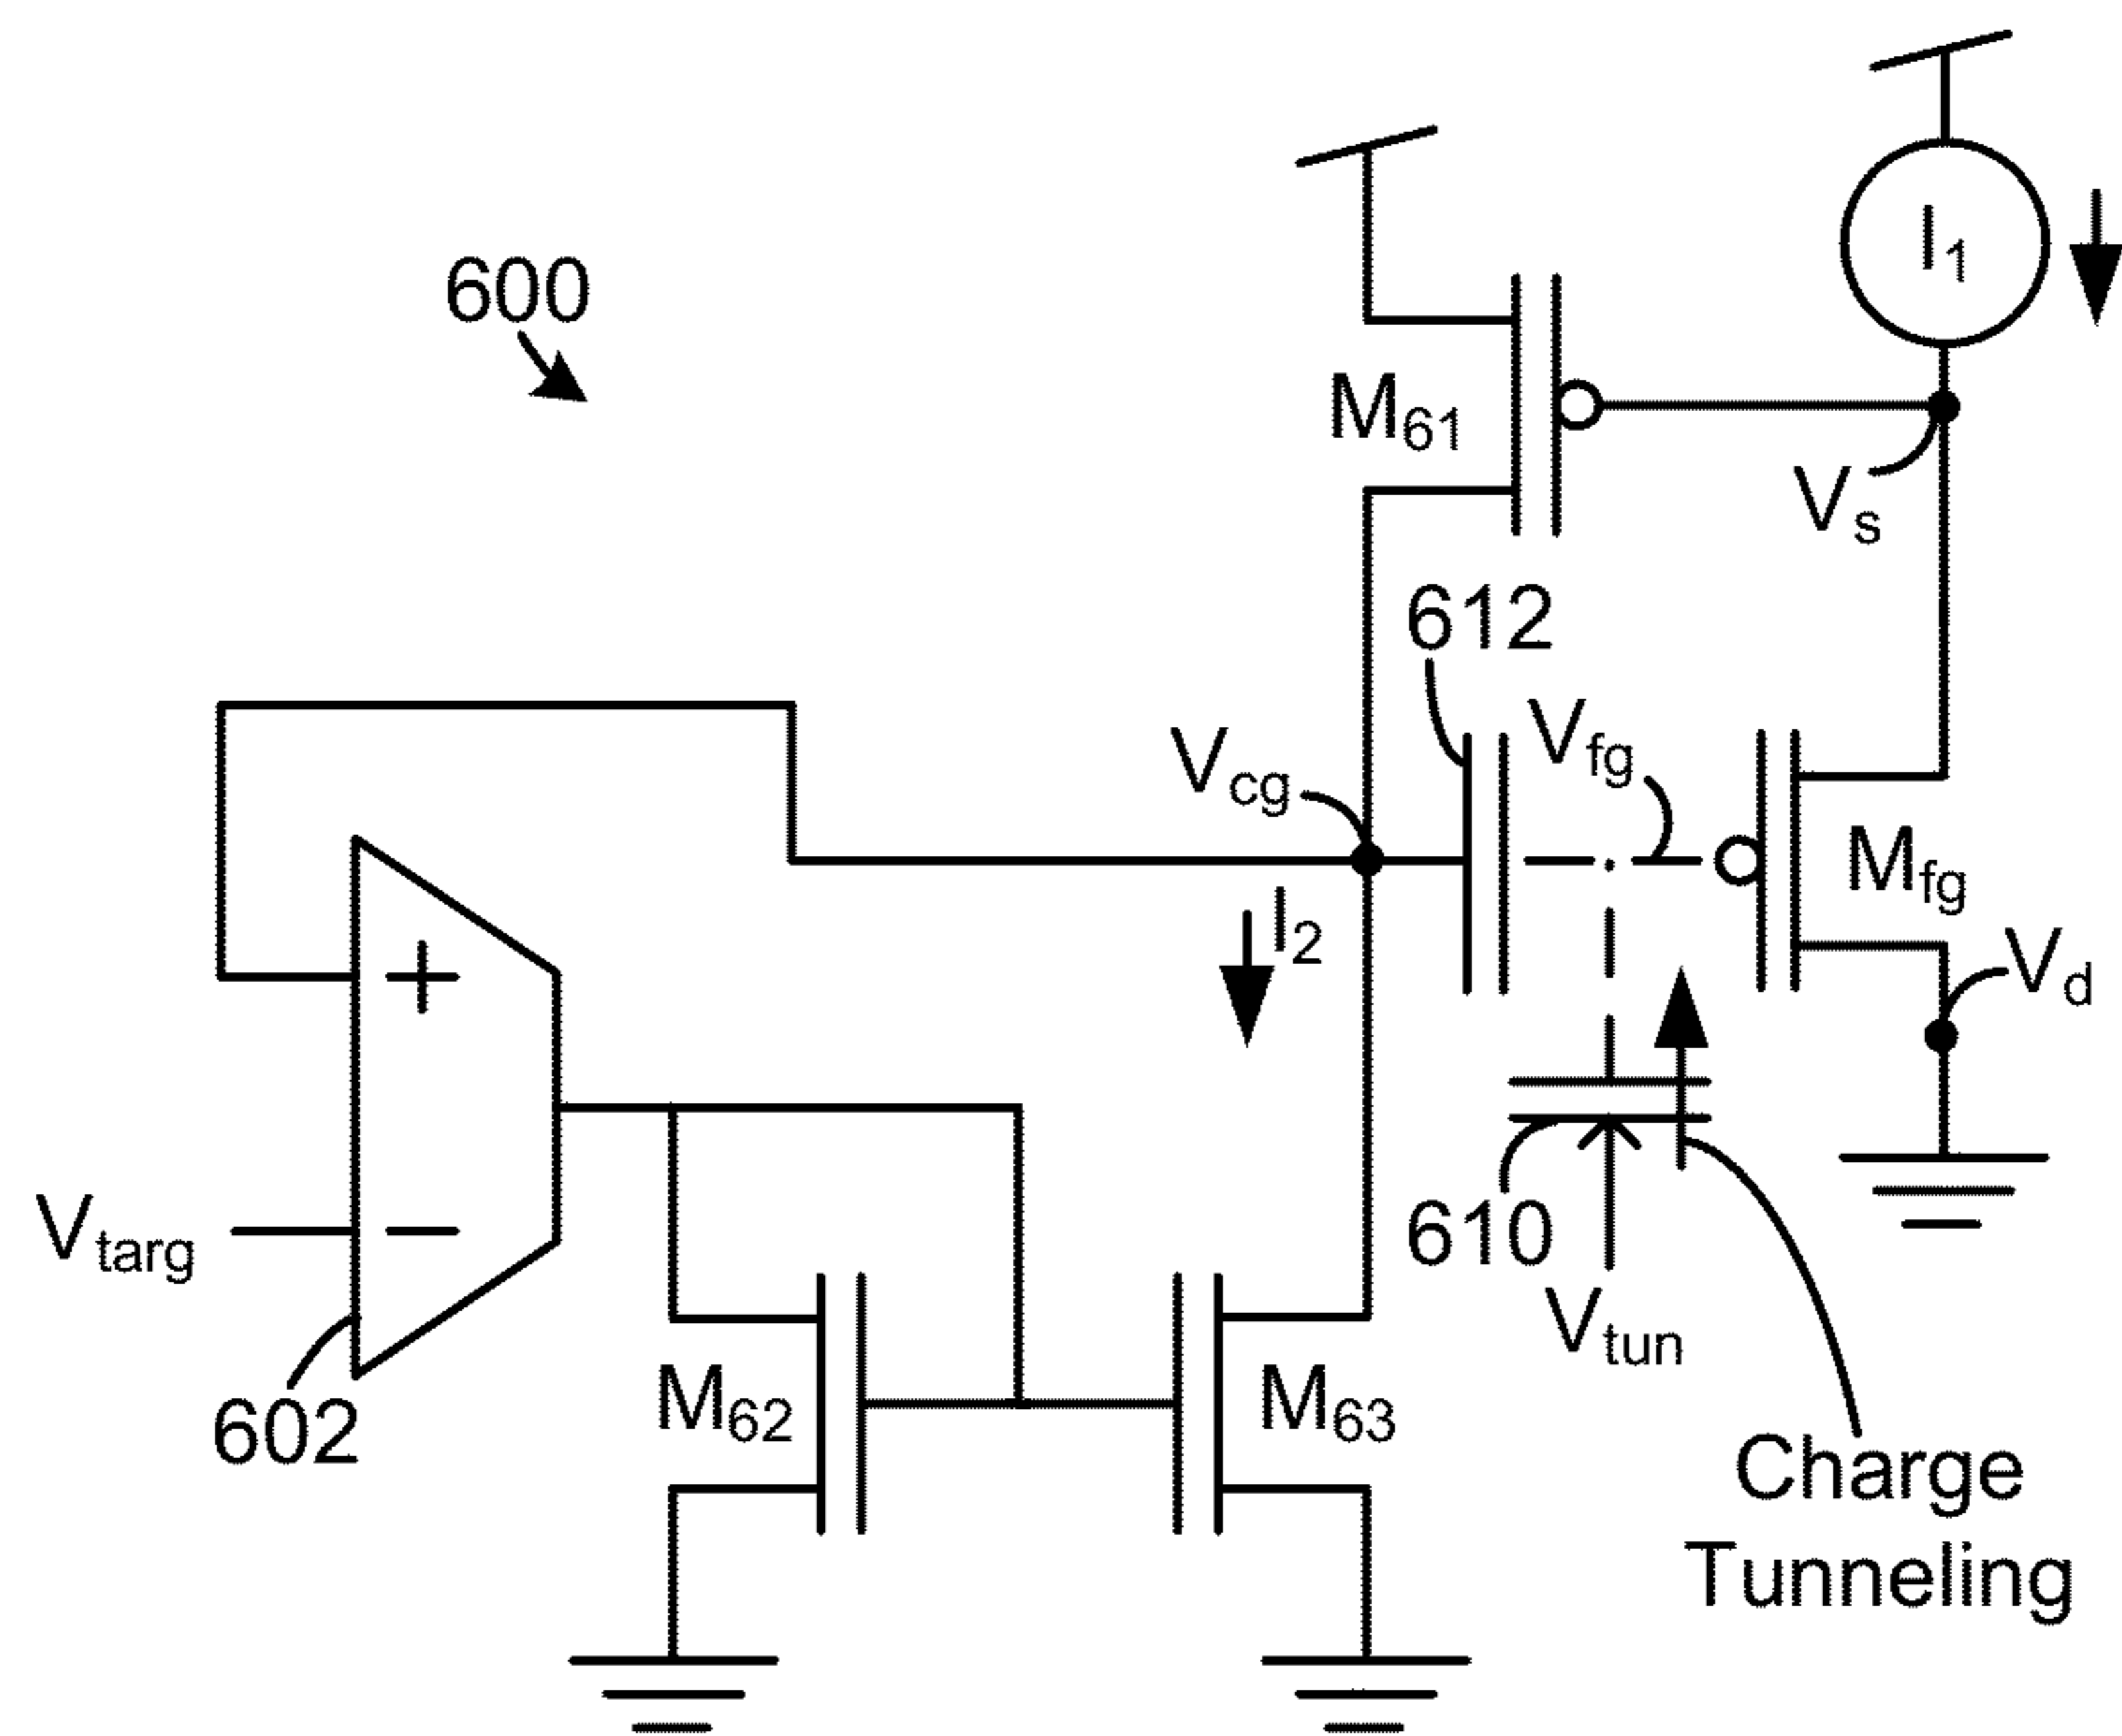 600
I1
M61
Vs
612
Vfg
Vcg
Mfg
I2
Vd
+
Vtarg
−
610
Vtun
M62
M63
602
Charge
Tunneling